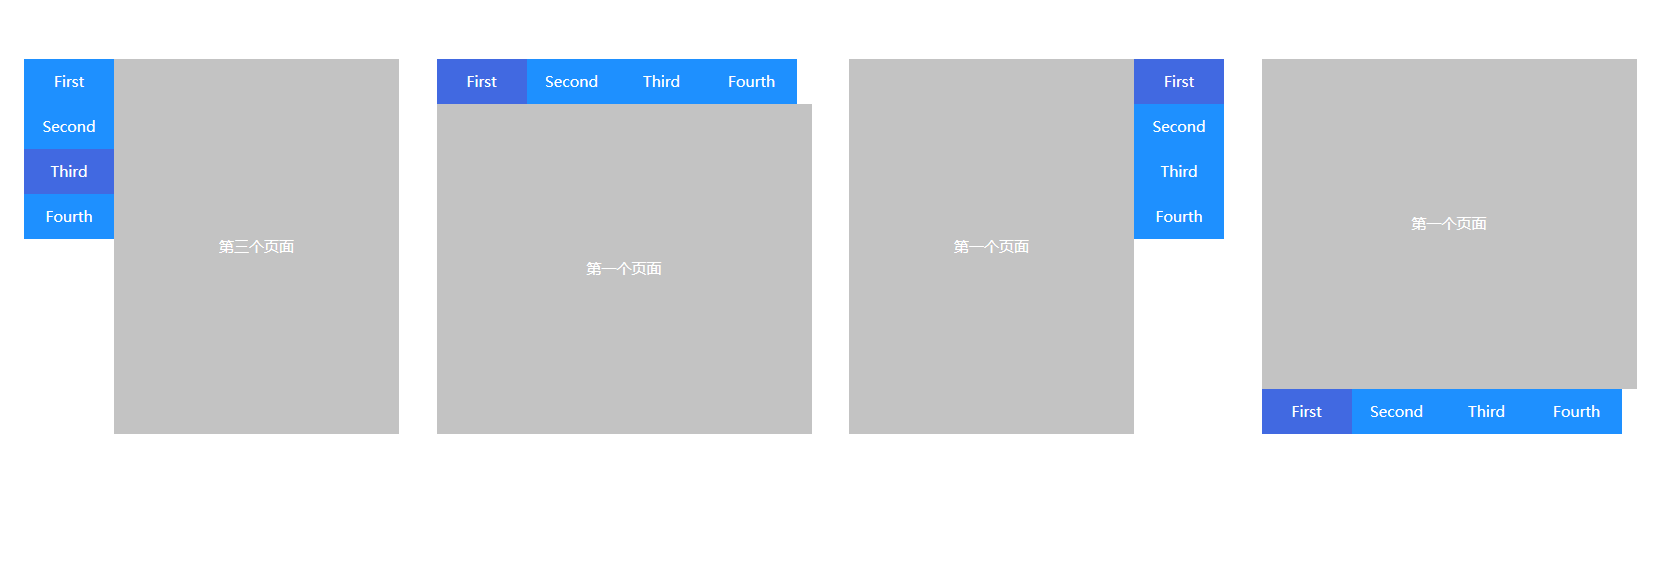 First
Second
Third
Fourth
第三个页面
First Second Third Fourth
第一个页面
第一个页面
First
Second
Third
Fourth
第一个页面
First Second Third Fourth